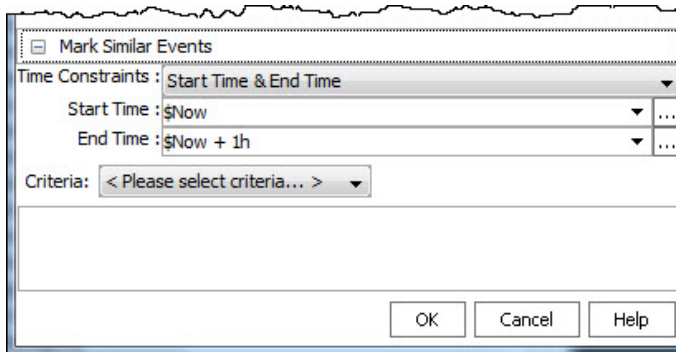 Mark Similar Events
Time Constraints : Start Time & End Time
Start Time : $Now ...
End Time : $Now + 1h ...
Criteria: < Please select criteria... >
OK Cancel Help